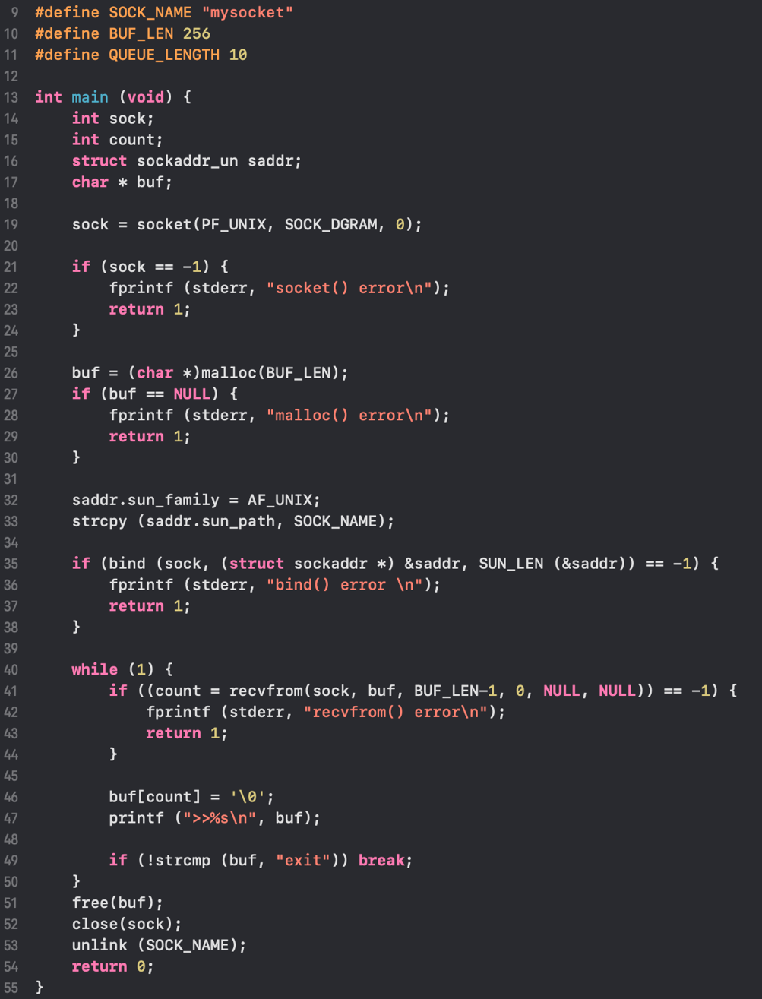 9 #define SOCK_NAME "mysocket"
10 #define BUF_LEN 256
11 #define QUEUE_LENGTH 10
12
13 int main (void) {
14     int sock;
15     int count;
16     struct sockaddr_un saddr;
17     char * buf;
18
19     sock = socket(PF_UNIX, SOCK_DGRAM, 0);
20
21     if (sock == -1) {
22         fprintf (stderr, "socket() error\n");
23         return 1;
24     }
25
26     buf = (char *)malloc(BUF_LEN);
27     if (buf == NULL) {
28         fprintf (stderr, "malloc() error\n");
29         return 1;
30     }
31
32     saddr.sun_family = AF_UNIX;
33     strcpy (saddr.sun_path, SOCK_NAME);
34
35     if (bind (sock, (struct sockaddr *) &saddr, SUN_LEN (&saddr)) == -1) {
36         fprintf (stderr, "bind() error \n");
37         return 1;
38     }
39
40     while (1) {
41         if ((count = recvfrom(sock, buf, BUF_LEN-1, 0, NULL, NULL)) == -1) {
42             fprintf (stderr, "recvfrom() error\n");
43             return 1;
44         }
45
46         buf[count] = '\0';
47         printf (">>%s\n", buf);
48
49         if (!strcmp (buf, "exit")) break;
50     }
51     free(buf);
52     close(sock);
53     unlink (SOCK_NAME);
54     return 0;
55 }